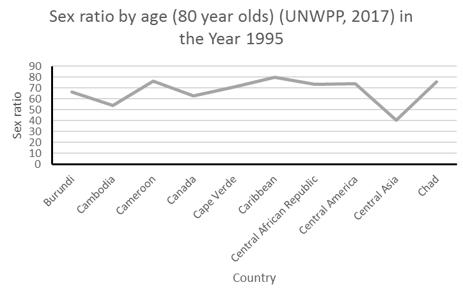 Sex ratio by age (80 year olds) (UNWPP, 2017) in
the Year 1995
90
80
70
60
50
40
30
20
10
0
Sex ratio
Burundi
Cambodia
Cameroon
Canada
Cape Verde
Caribbean
Central African Republic
Central America
Central Asia
Chad
Country